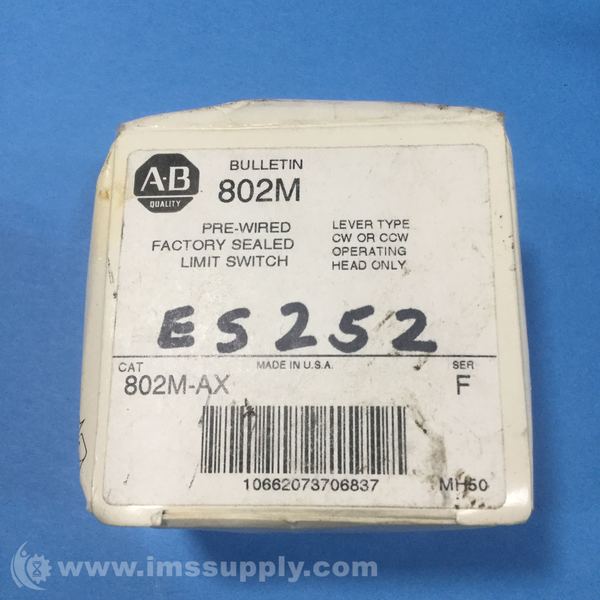 A-B
QUALITY
BULLETIN
802M
PRE-WIRED
FACTORY SEALED
LIMIT SWITCH
LEVER TYPE
CW OR CCW
OPERATING
HEAD ONLY
ES252
CAT
802M-AX
MADE IN U.S.A.
SER
F
10662073706837
MH50
www.imssupply.com